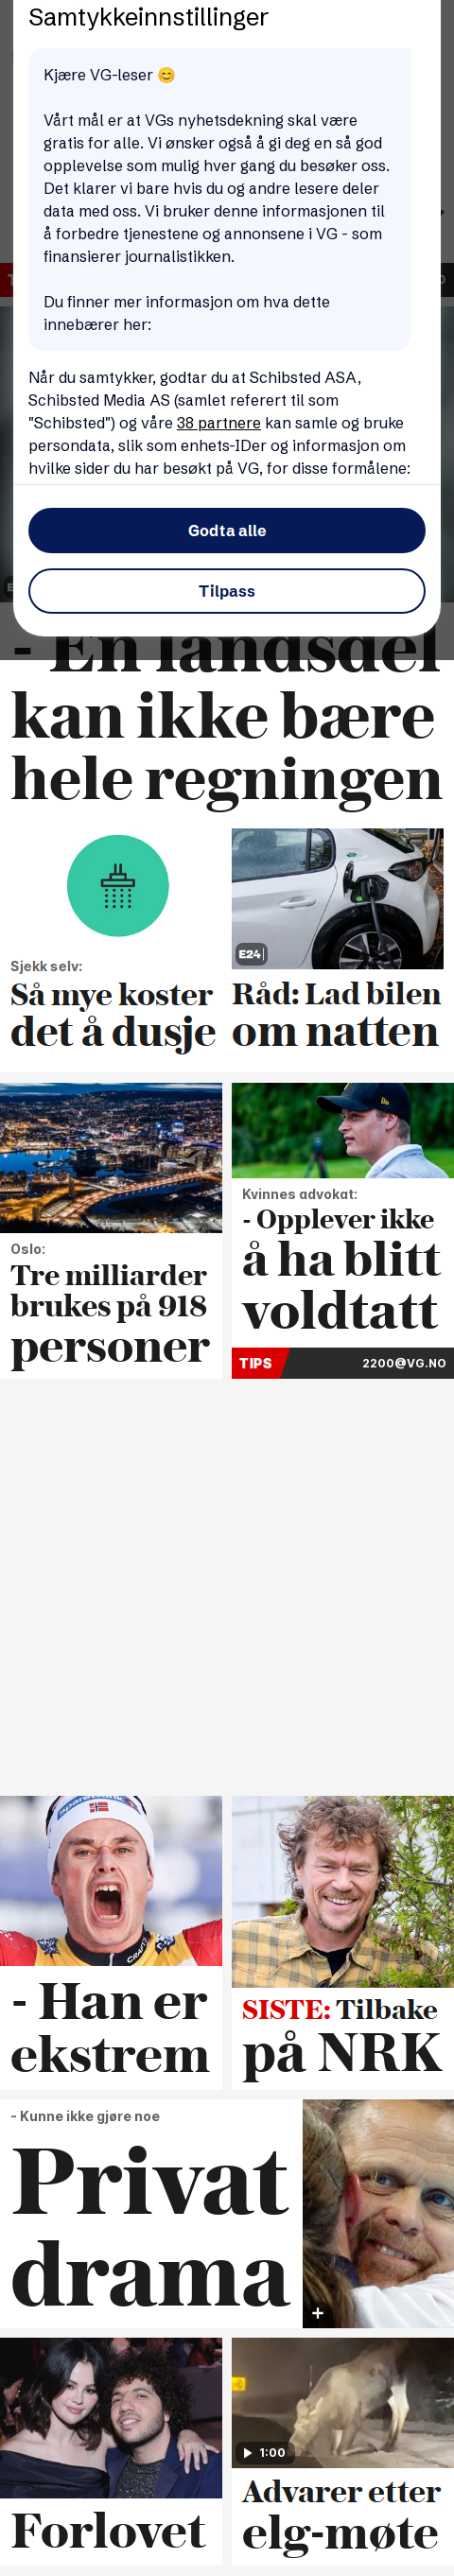 Samtykkeinnstillinger
Kjære VG-leser 😊
Vårt mål er at VGs nyhetsdekning skal være
gratis for alle. Vi ønsker også å gi deg en så god
opplevelse som mulig hver gang du besøker oss.
Det klarer vi bare hvis du og andre lesere deler
data med oss. Vi bruker denne informasjonen til
å forbedre tjenestene og annonsene i VG - som
finansierer journalistikken.
Du finner mer informasjon om hva dette
innebærer her:
Når du samtykker, godtar du at Schibsted ASA,
Schibsted Media AS (samlet referert til som
"Schibsted") og våre 38 partnere kan samle og bruke
persondata, slik som enhets-IDer og informasjon om
hvilke sider du har besøkt på VG, for disse formålene:
Godta alle
Tilpass
- En landsdel
kan ikke bære
hele regningen
Sjekk selv:
Så mye koster
det å dusje
E24
Råd: Lad bilen
om natten
Oslo:
Tre milliarder
brukes på 918
personer
Kvinnes advokat:
- Opplever ikke
å ha blitt
voldtatt
TIPS 2200@VG.NO
CRAFT
- Han er
ekstrem
SISTE: Tilbake
på NRK
- Kunne ikke gjøre noe
Privat
drama
Forlovet
1:00
Advarer etter
elg-møte